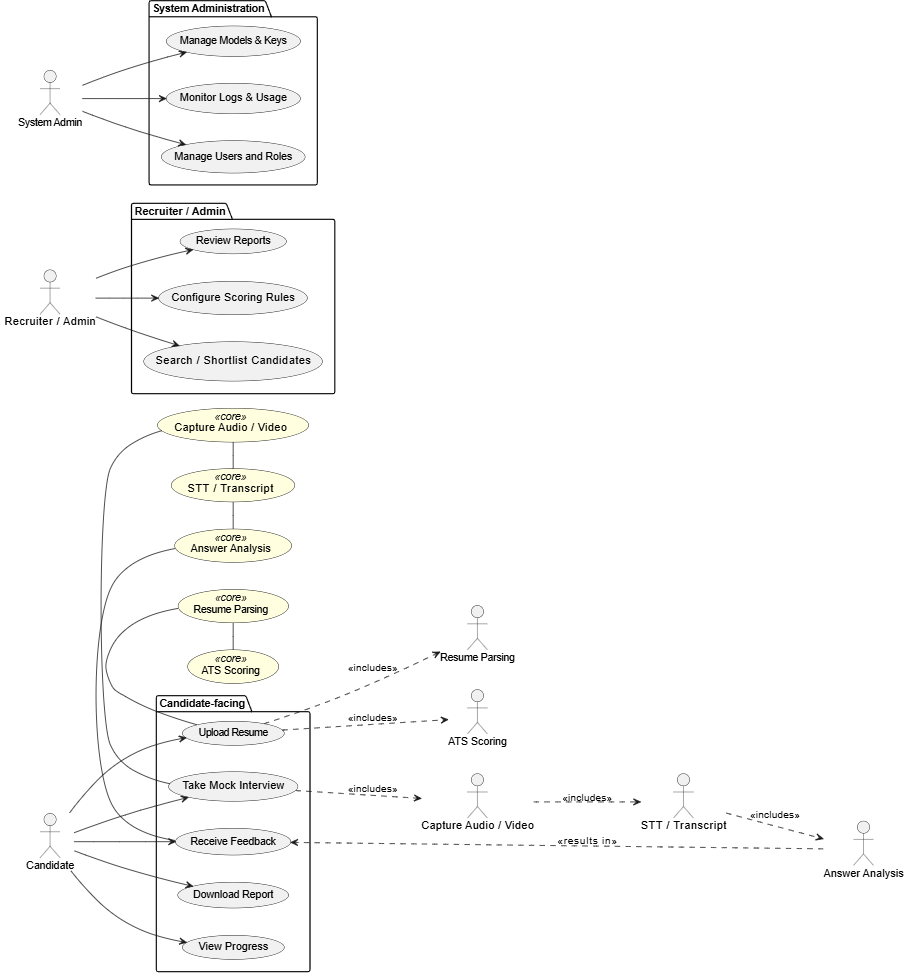 System Administration
Manage Models & Keys
Monitor Logs & Usage
System Admin
Manage Users and Roles
Recruiter / Admin
Review Reports
Configure Scoring Rules
Recruiter / Admin
Search / Shortlist Candidates
«core»
Capture Audio / Video
«core»
STT / Transcript
«core»
Answer Analysis
«core»
Resume Parsing
«core»
ATS Scoring
Resume Parsing
«includes»
Candidate-facing
Upload Resume
«includes»
ATS Scoring
Take Mock Interview
«includes»
Capture Audio / Video
«includes»
STT / Transcript
«includes»
Receive Feedback
«results in»
Candidate
Answer Analysis
Download Report
View Progress